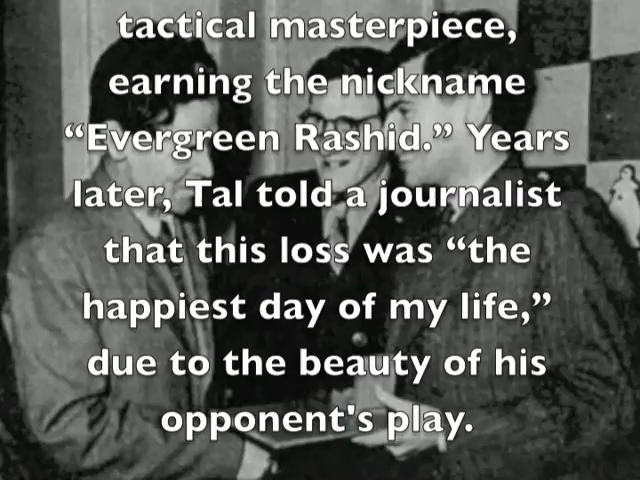 tactical masterpiece,
earning the nickname
“Evergreen Rashid.” Years
later, Tal told a journalist
that this loss was “the
happiest day of my life,”
due to the beauty of his
opponent's play.